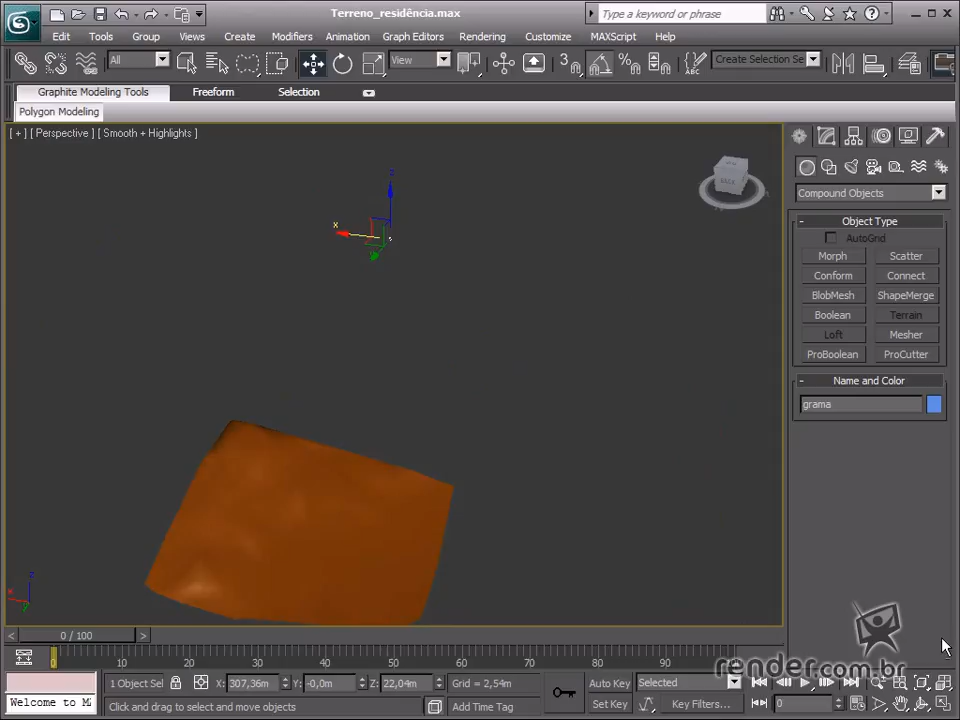 Terreno_residência.max
Type a keyword or phrase
Edit Tools Group Views Create Modifiers Animation Graph Editors Rendering Customize MAXScript Help
All View Create Selection Se
Graphite Modeling Tools Freeform Selection
Polygon Modeling
[ + ] [ Perspective ] [ Smooth + Highlights ]
Compound Objects
- Object Type
AutoGrid
Morph Scatter
Conform Connect
BlobMesh ShapeMerge
Boolean Terrain
Loft Mesher
ProBoolean ProCutter
- Name and Color
grama
z
x
BACK
z
x
y
< 0 / 100 >
0 10 20 30 40 50 60 70 80 90
render.com.br
1 Object Sel X: 307,36m Y: -0,0m Z: 22,04m Grid = 2,54m Auto Key Selected
Welcome to M Click and drag to select and move objects Add Time Tag Set Key Key Filters... 0